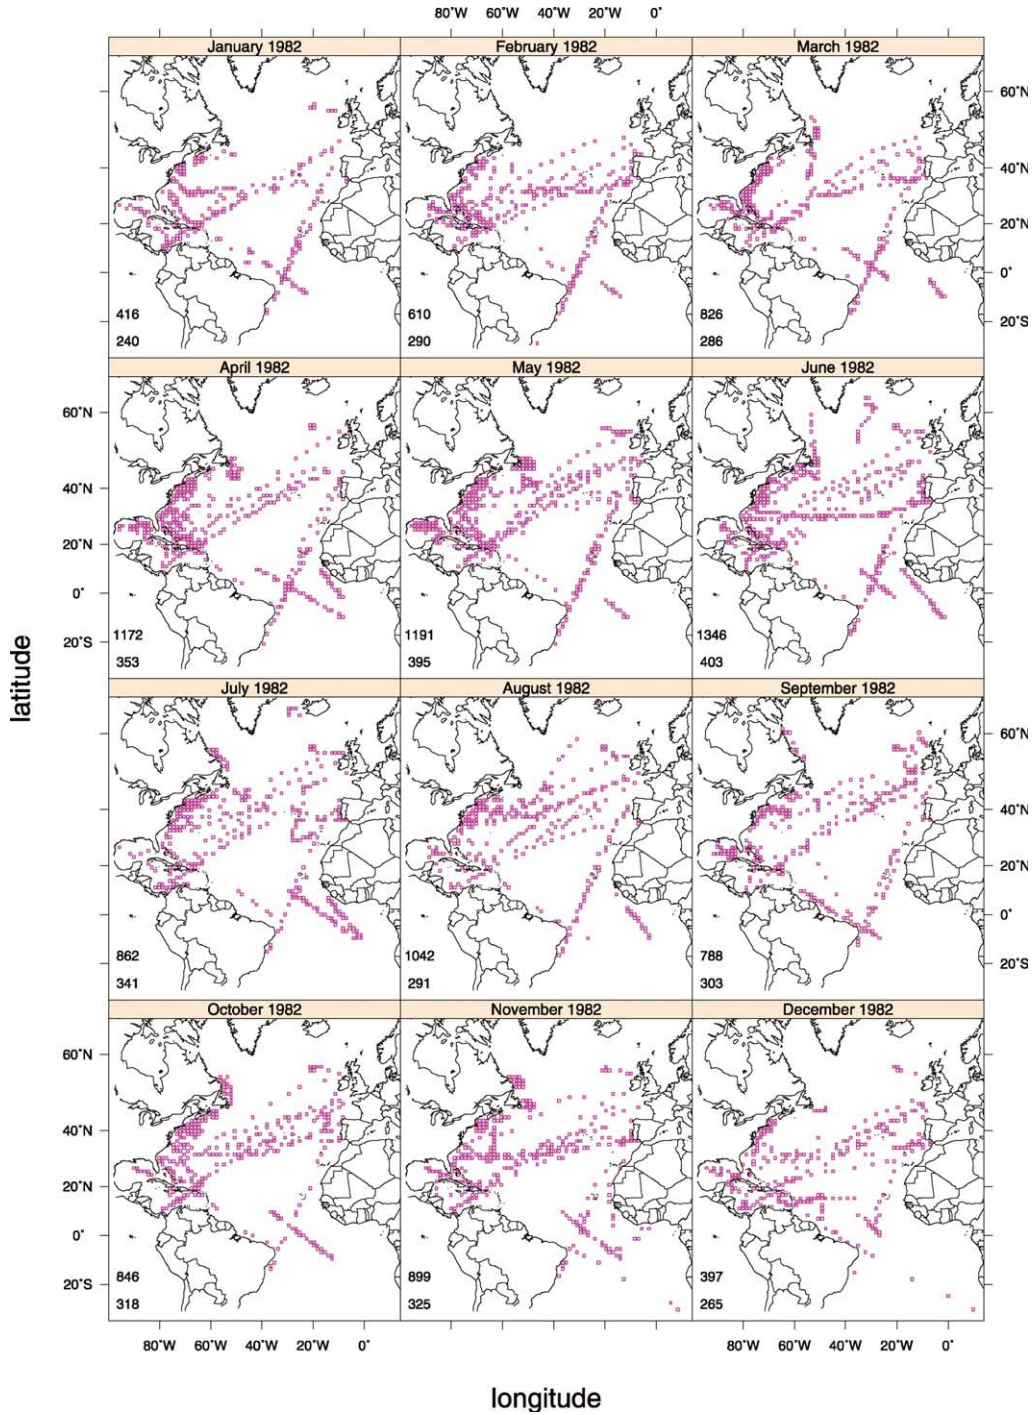 80°W 60°W 40°W 20°W 0°
January 1982 February 1982 March 1982
60°N
40°N
20°N
0°
416 610 826
20°S
240 290 286
April 1982 May 1982 June 1982
60°N
40°N
20°N
0°
1172 1191 1346
20°S
353 395 403
latitude
July 1982 August 1982 September 1982
60°N
40°N
20°N
0°
862 1042 788
20°S
341 291 303
October 1982 November 1982 December 1982
60°N
40°N
20°N
0°
846 899 397
20°S
318 325 265
80°W 60°W 40°W 20°W 0° 80°W 60°W 40°W 20°W 0°
longitude